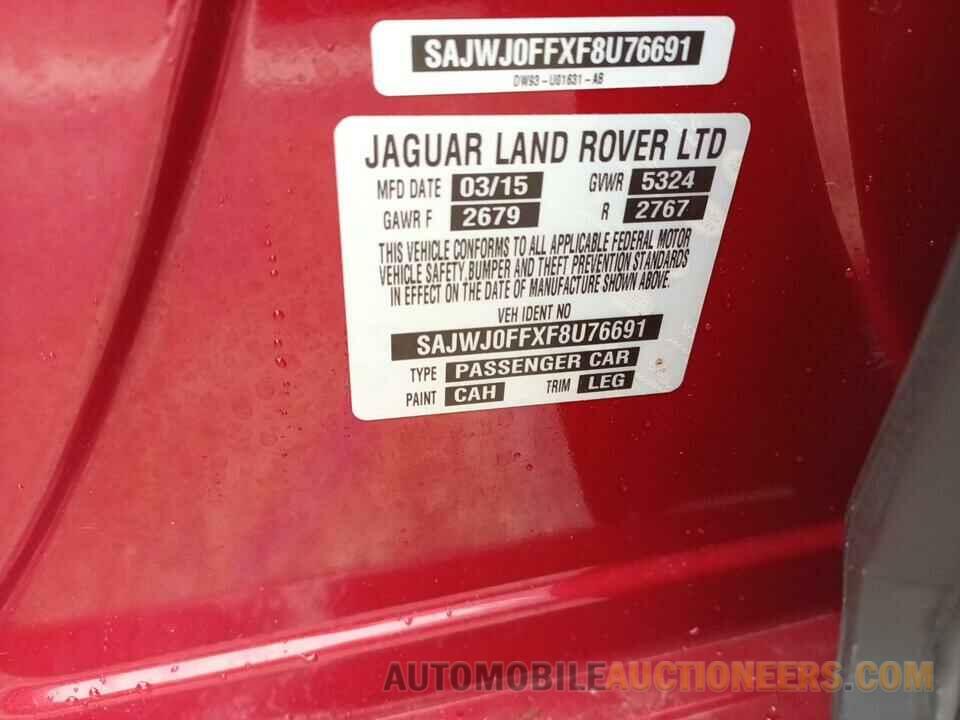 SAJWJ0FFXF8U76691
DW93-U01631-AB
JAGUAR LAND ROVER LTD
MFD DATE 03/15 GVWR 5324
GAWR F 2679 R 2767
THIS VEHICLE CONFORMS TO ALL APPLICABLE FEDERAL MOTOR
VEHICLE SAFETY,BUMPER AND THEFT PREVENTION STANDARDS
IN EFFECT ON THE DATE OF MANUFACTURE SHOWN ABOVE.
VEH IDENT NO
SAJWJ0FFXF8U76691
TYPE PASSENGER CAR
PAINT CAH TRIM LEG
AUTOMOBILEAUCTIONEERS.COM